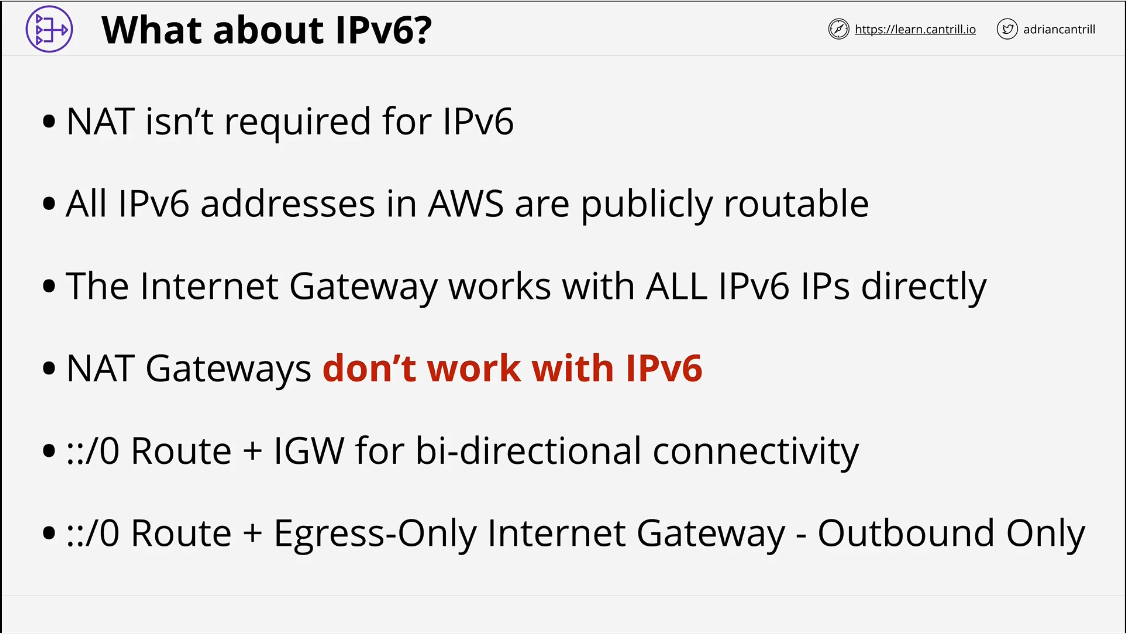 What about IPv6?
https://learn.cantrill.io
adriancantrill
• NAT isn’t required for IPv6
• All IPv6 addresses in AWS are publicly routable
• The Internet Gateway works with ALL IPv6 IPs directly
• NAT Gateways don’t work with IPv6
• ::/0 Route + IGW for bi-directional connectivity
• ::/0 Route + Egress-Only Internet Gateway - Outbound Only